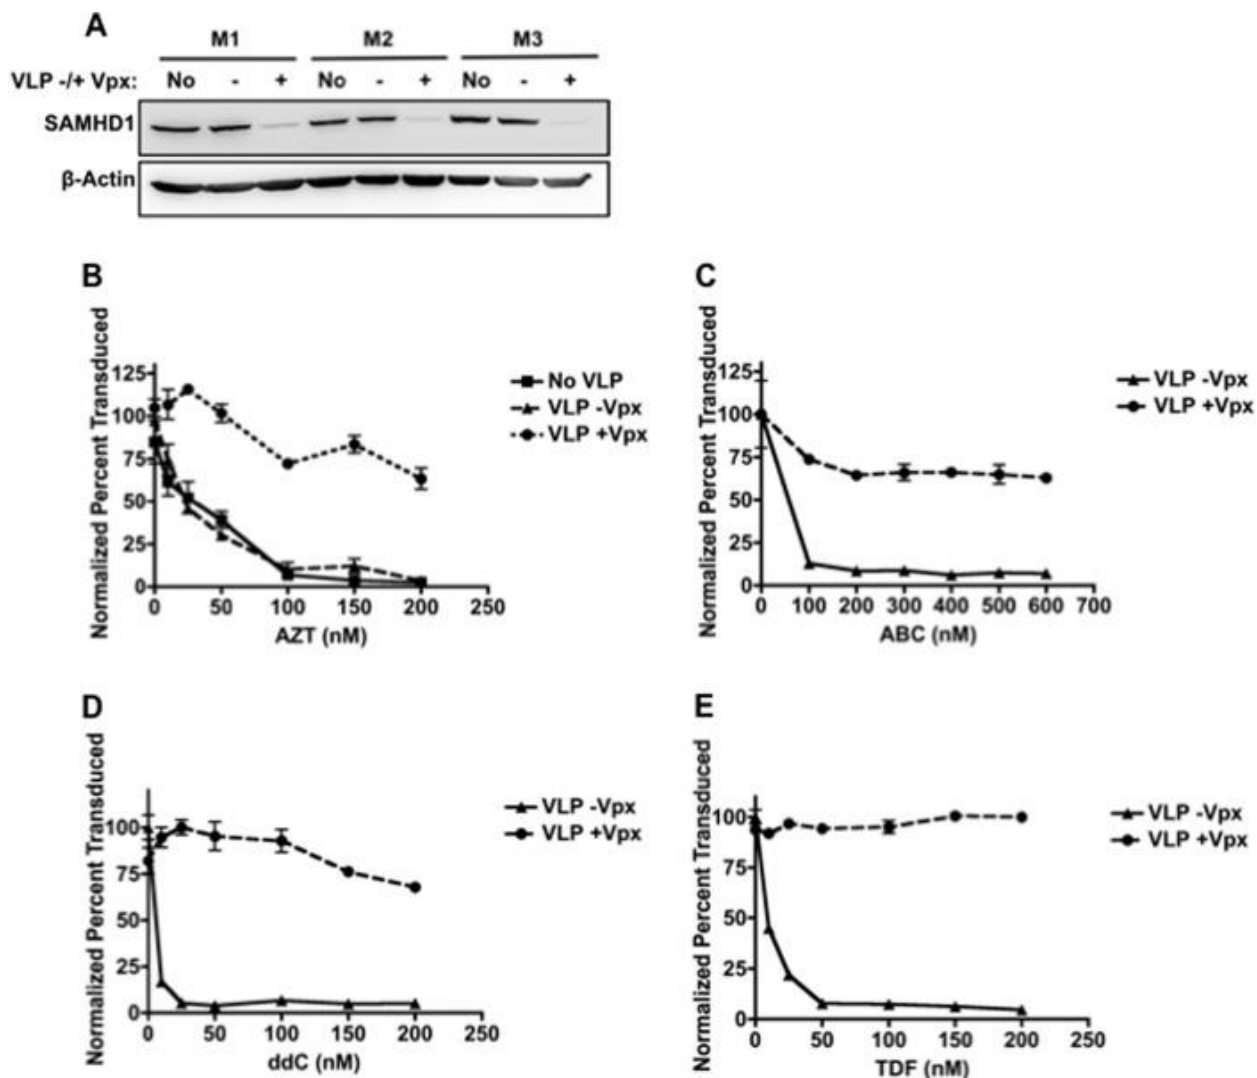 A
M1 M2 M3
VLP -/+ Vpx: No - + No - + No - +
SAMHD1
β-Actin
B
Normalized Percent Transduced
125
100
75
50
25
0
0 50 100 150 200 250
AZT (nM)
No VLP
VLP -Vpx
VLP +Vpx
C
Normalized Percent Transduced
125
100
75
50
25
0
0 100 200 300 400 500 600 700
ABC (nM)
VLP -Vpx
VLP +Vpx
D
Normalized Percent Transduced
100
75
50
25
0
0 50 100 150 200 250
ddC (nM)
VLP -Vpx
VLP +Vpx
E
Normalized Percent Transduced
100
75
50
25
0
0 50 100 150 200 250
TDF (nM)
VLP -Vpx
VLP +Vpx